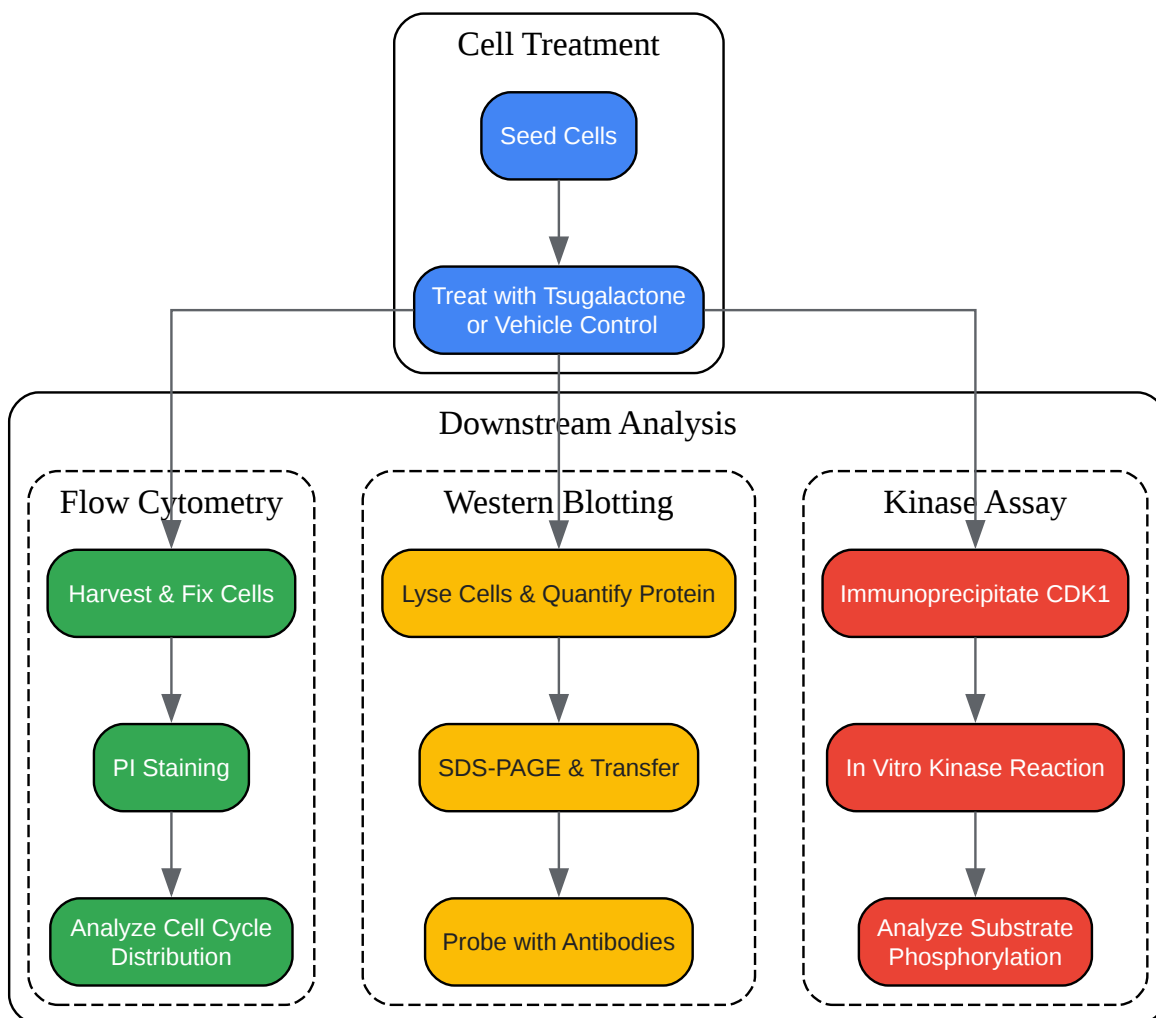 Cell Treatment
Seed Cells
Treat with Tsugalactone
or Vehicle Control
Downstream Analysis
Flow Cytometry
Harvest & Fix Cells
PI Staining
Analyze Cell Cycle
Distribution
Western Blotting
Lyse Cells & Quantify Protein
SDS-PAGE & Transfer
Probe with Antibodies
Kinase Assay
Immunoprecipitate CDK1
In Vitro Kinase Reaction
Analyze Substrate
Phosphorylation